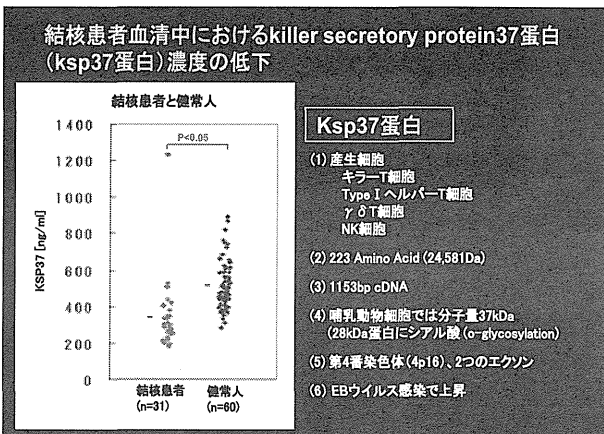 結核患者血清中におけるkiller secretory protein37蛋白
(ksp37蛋白)濃度の低下
結核患者と健常人
P<0.05
KSP37 [ng/ml]
1400
1200
1000
800
600
400
200
0
結核患者
(n=31)
健常人
(n=60)
Ksp37蛋白
(1) 産生細胞
キラーT細胞
Type I ヘルパーT細胞
γδT細胞
NK細胞
(2) 223 Amino Acid (24,581Da)
(3) 1153bp cDNA
(4) 哺乳動物細胞では分子量37kDa
(28kDa蛋白にシアル酸 (o-glycosylation)
(5) 第4番染色体(4p16)、2つのエクソン
(6) EBウイルス感染で上昇